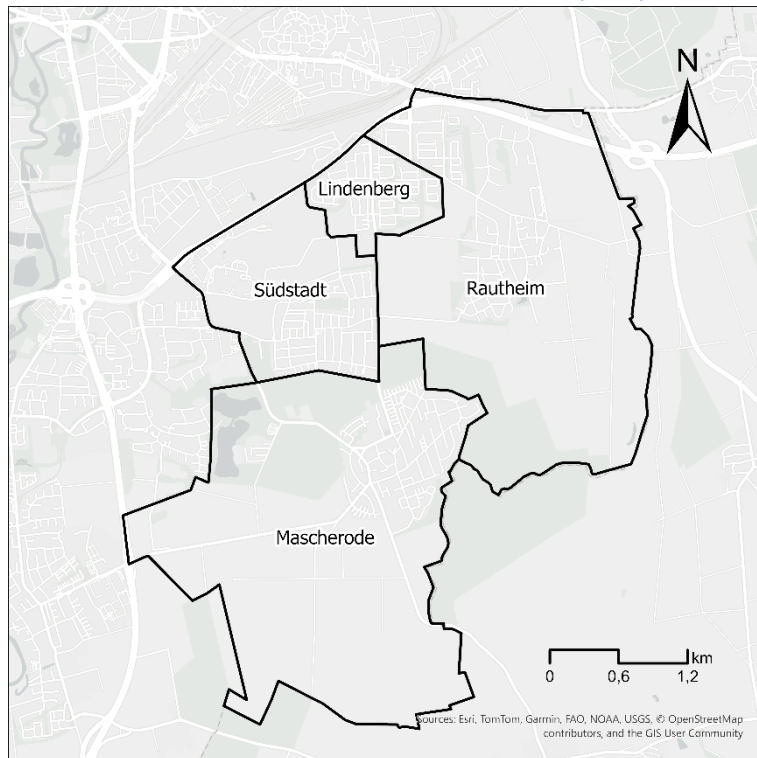 N
Lindenberg
Südstadt
Rautheim
Mascherode
km
0 0,6 1,2
Sources: Esri, TomTom, Garmin, FAO, NOAA, USGS, © OpenStreetMap
contributors, and the GIS User Community